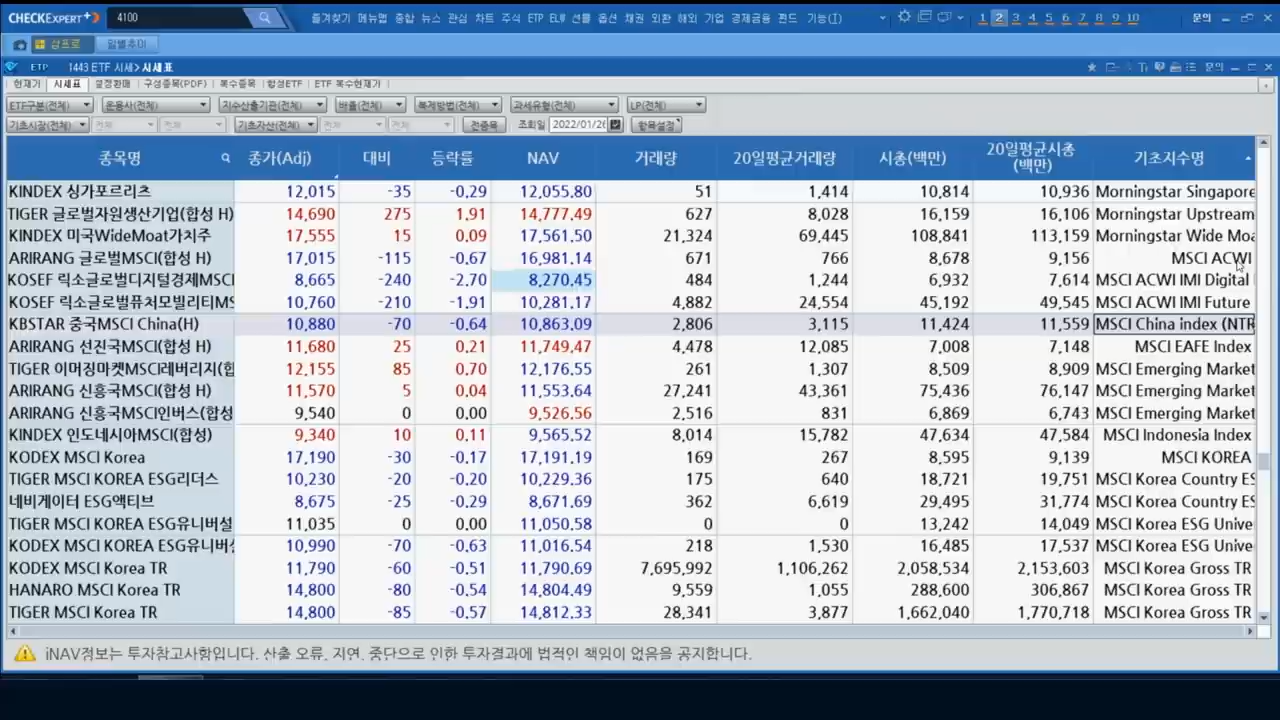 CHECKEXPERT+ 4100 즐겨찾기 메뉴맵 종합 뉴스 관심 차트 주식 ETP ELW 선물 옵션 채권 외환 해외 기업 경제금융 펀드 기능(I) 1 2 3 4 5 6 7 8 9 10 문의
섬프로 일별추이
ETP 1443 ETF 시세>시세표 문의
현재가 시세표 설정환매 구성종목(PDF) 복수종목 합성ETF ETF 복수현재가
ETF구분(전체) 운용사(전체) 지수산출기관(전체) 배율(전체) 복제방법(전체) 과세유형(전체) LP(전체)
기초시장(전체) 전체 전체 기초자산(전체) 전체 전체 전종목 조회일 2022/01/26 항목설정
종목명 종가(Adj) 대비 등락률 NAV 거래량 20일평균거래량 시총(백만) 20일평균시총(백만) 기초지수명
KINDEX 싱가포르리츠 12,015 -35 -0,29 12,055.80 51 1,414 10,814 10,936 Morningstar Singapore
TIGER 글로벌자원생산기업(합성 H) 14,690 275 1,91 14,777.49 627 8,028 16,159 16,106 Morningstar Upstream
KINDEX 미국WideMoat가치주 17,555 15 0,09 17,561.50 21,324 69,445 108,841 113,159 Morningstar Wide Moa
ARIRANG 글로벌MSCI(합성 H) 17,015 -115 -0,67 16,981.14 671 766 8,678 9,156 MSCI ACWI
KOSEF 릭소글로벌디지털경제MSCI 8,665 -240 -2,70 8,270.45 484 1,244 6,932 7,614 MSCI ACWI IMI Digital
KOSEF 릭소글로벌퓨처모빌리티MS 10,760 -210 -1,91 10,281.17 4,882 24,554 45,192 49,545 MSCI ACWI IMI Future
KBSTAR 중국MSCI China(H) 10,880 -70 -0,64 10,863.09 2,806 3,115 11,424 11,559 MSCI China index (NTR
ARIRANG 선진국MSCI(합성 H) 11,680 25 0,21 11,749.47 4,478 12,085 7,008 7,148 MSCI EAFE Index
TIGER 이머징마켓MSCI레버리지(합 12,155 85 0,70 12,176.55 261 1,307 8,509 8,909 MSCI Emerging Market
ARIRANG 신흥국MSCI(합성 H) 11,570 5 0,04 11,553.64 27,241 43,361 75,436 76,147 MSCI Emerging Market
ARIRANG 신흥국MSCI인버스(합성 9,540 0 0,00 9,526.56 2,516 831 6,869 6,743 MSCI Emerging Market
KINDEX 인도네시아MSCI(합성) 9,340 10 0,11 9,565.52 8,014 15,782 47,634 47,584 MSCI Indonesia Index
KODEX MSCI Korea 17,190 -30 -0,17 17,191.19 169 267 8,595 9,139 MSCI KOREA
TIGER MSCI KOREA ESG리더스 10,230 -20 -0,20 10,229.36 175 640 18,721 19,751 MSCI Korea Country ES
네비게이터 ESG액티브 8,675 -25 -0,29 8,671.69 362 6,619 29,495 31,774 MSCI Korea Country ES
TIGER MSCI KOREA ESG유니버설 11,035 0 0,00 11,050.58 0 0 13,242 14,049 MSCI Korea ESG Unive
KODEX MSCI KOREA ESG유니버설 10,990 -70 -0,63 11,016.54 218 1,530 16,485 17,537 MSCI Korea ESG Unive
KODEX MSCI Korea TR 11,790 -60 -0,51 11,790.69 7,695,992 1,106,262 2,058,534 2,153,603 MSCI Korea Gross TR
HANARO MSCI Korea TR 14,800 -80 -0,54 14,804.49 9,559 1,055 288,600 306,867 MSCI Korea Gross TR
TIGER MSCI Korea TR 14,800 -85 -0,57 14,812.33 28,341 3,877 1,662,040 1,770,718 MSCI Korea Gross TR
iNAV정보는 투자참고사항입니다. 산출 오류, 지연, 중단으로 인한 투자결과에 법적인 책임이 없음을 공지합니다.